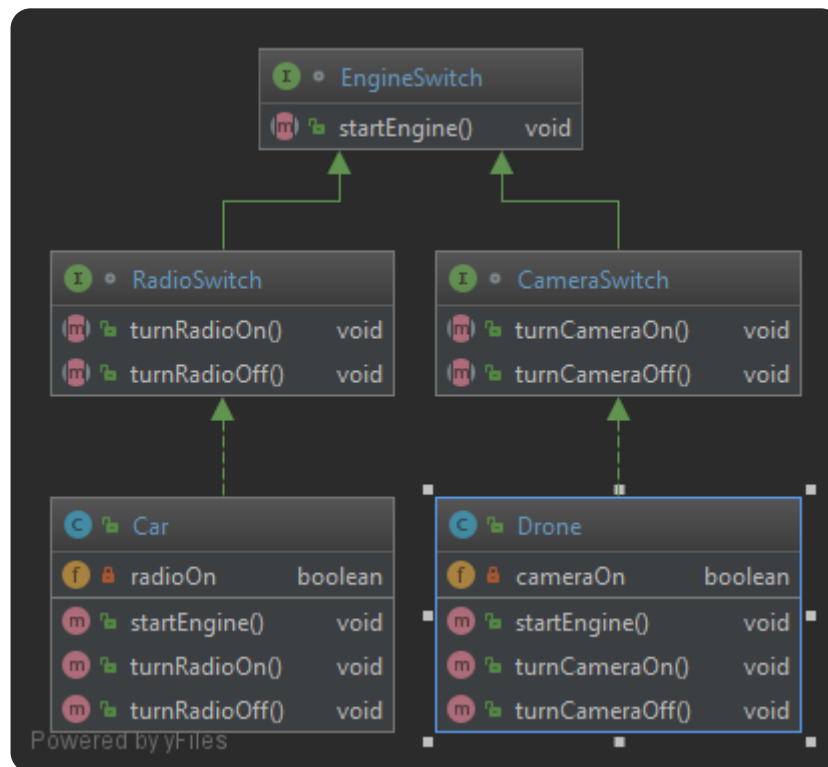 EngineSwitch
startEngine() void
RadioSwitch
turnRadioOn() void
turnRadioOff() void
CameraSwitch
turnCameraOn() void
turnCameraOff() void
Car
radioOn boolean
startEngine() void
turnRadioOn() void
turnRadioOff() void
Drone
cameraOn boolean
startEngine() void
turnCameraOn() void
turnCameraOff() void
Powered by yFiles